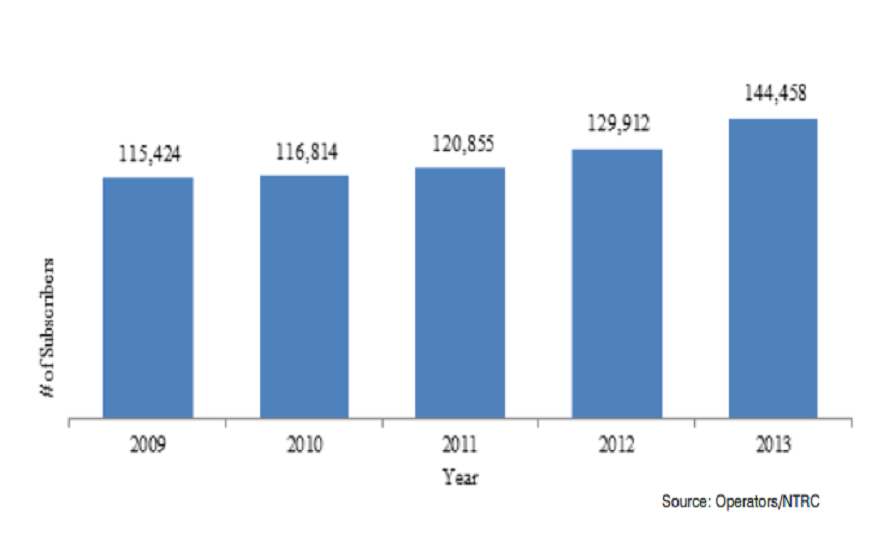 144,458
129,912
120,855
116,814
115,424
# of Subscribers
2009 2010 2011 2012 2013
Year
Source: Operators/NTRC